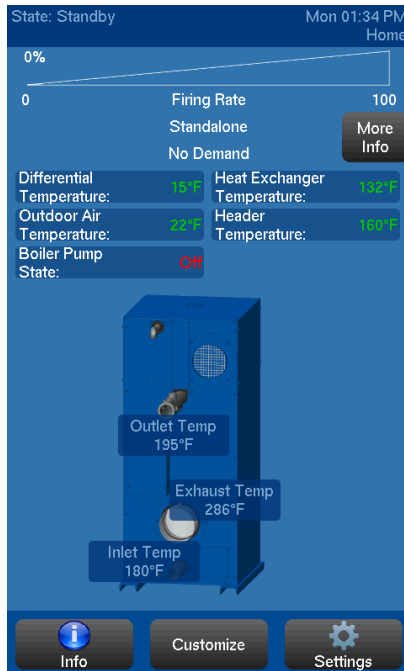 State: Standby
Mon 01:34 PM
Home
0%
0 Firing Rate 100
Standalone
No Demand
More
Info
Differential
Temperature:
15°F
Heat Exchanger
Temperature:
132°F
Outdoor Air
Temperature:
22°F
Header
Temperature:
160°F
Boiler Pump
State:
Off
Outlet Temp
195°F
Exhaust Temp
286°F
Inlet Temp
180°F
Info
Customize
Settings